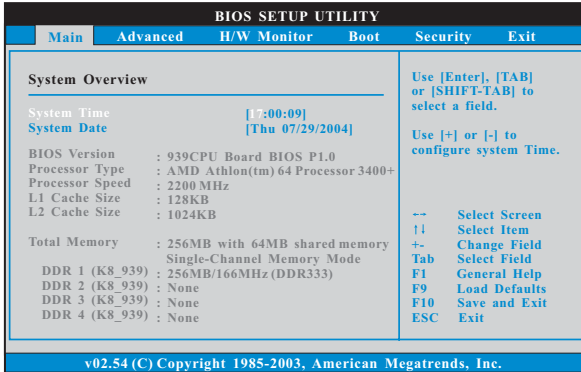 BIOS SETUP UTILITY
Main Advanced H/W Monitor Boot Security Exit
System Overview
System Time [17:00:09]
System Date [Thu 07/29/2004]
BIOS Version : 939CPU Board BIOS P1.0
Processor Type : AMD Athlon(tm) 64 Processor 3400+
Processor Speed : 2200 MHz
L1 Cache Size : 128KB
L2 Cache Size : 1024KB
Total Memory : 256MB with 64MB shared memory
Single-Channel Memory Mode
DDR 1 (K8_939) : 256MB/166MHz (DDR333)
DDR 2 (K8_939) : None
DDR 3 (K8_939) : None
DDR 4 (K8_939) : None
Use [Enter], [TAB]
or [SHIFT-TAB] to
select a field.
Use [+] or [-] to
configure system Time.
←→ Select Screen
↑↓ Select Item
+- Change Field
Tab Select Field
F1 General Help
F9 Load Defaults
F10 Save and Exit
ESC Exit
v02.54 (C) Copyright 1985-2003, American Megatrends, Inc.